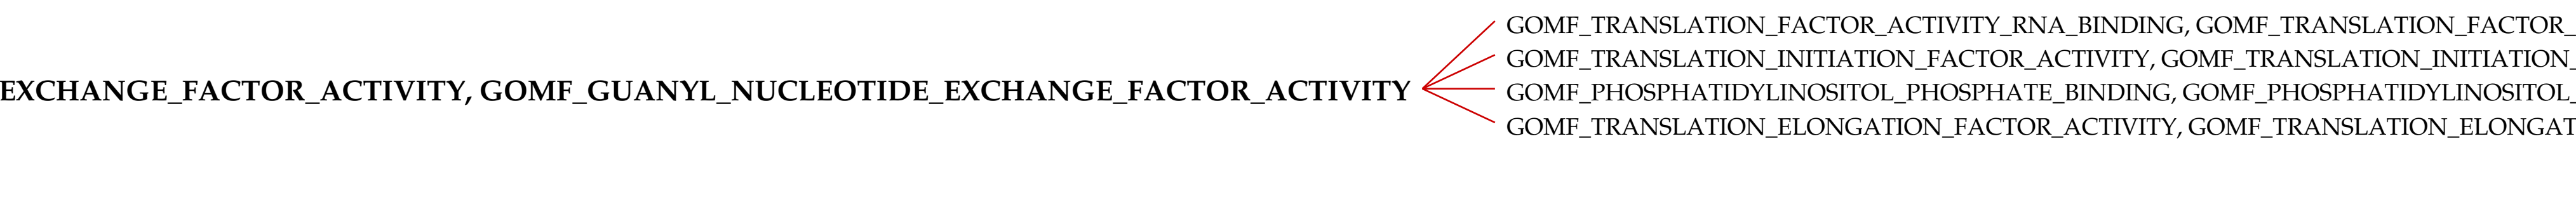 EXCHANGE_FACTOR_ACTIVITY, GOMF_GUANYL_NUCLEOTIDE_EXCHANGE_FACTOR_ACTIVITY
GOMF_TRANSLATION_FACTOR_ACTIVITY_RNA_BINDING, GOMF_TRANSLATION_FACTOR_
GOMF_TRANSLATION_INITIATION_FACTOR_ACTIVITY, GOMF_TRANSLATION_INITIATION_
GOMF_PHOSPHATIDYLINOSITOL_PHOSPHATE_BINDING, GOMF_PHOSPHATIDYLINOSITOL_
GOMF_TRANSLATION_ELONGATION_FACTOR_ACTIVITY, GOMF_TRANSLATION_ELONGAT